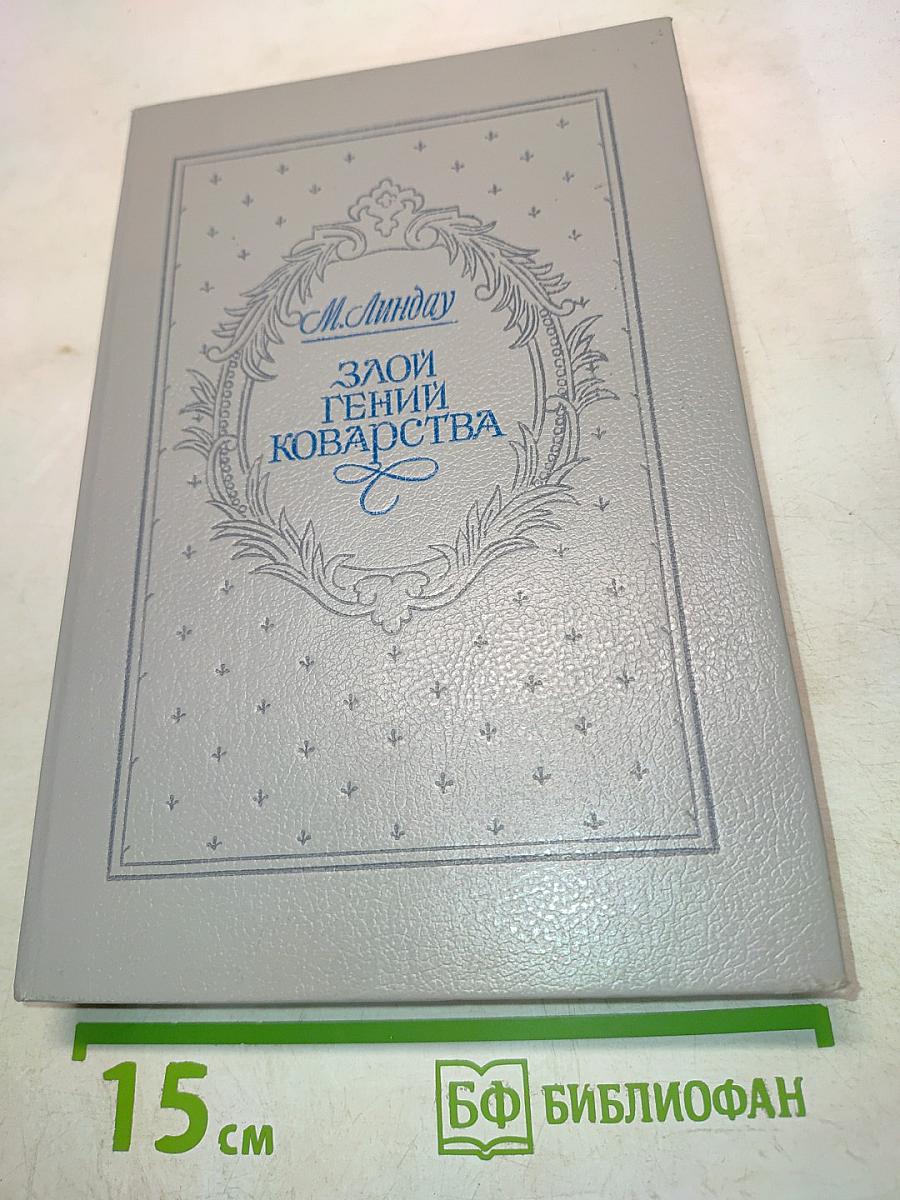 М. Линдау
ЗЛОЙ
ГЕНИЙ
КОВАРСТВА
15 см
БФ БИБЛИОФАН